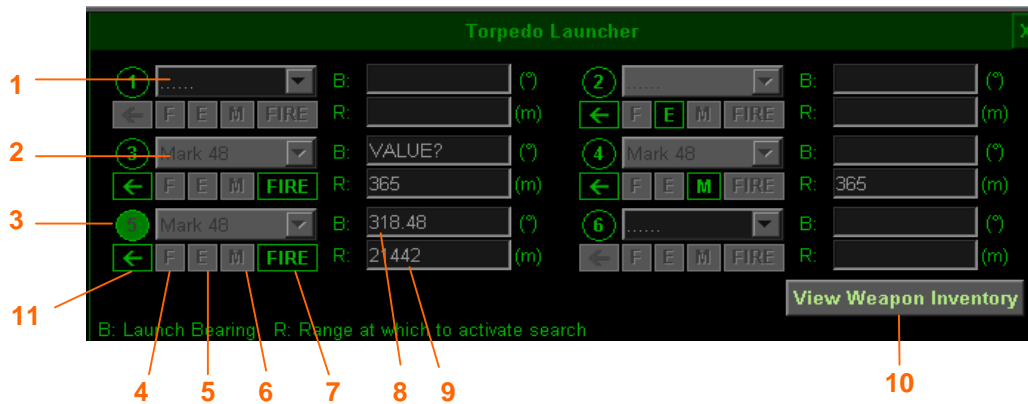 Torpedo Launcher X
1 1 ...... B: (º) 2 ...... B: (º)
← F E M FIRE R: (m) ← F E M FIRE R: (m)
2 3 Mark 48 B: VALUE? (º) 4 Mark 48 B: (º)
← F E M FIRE R: 365 (m) ← F E M FIRE R: 365 (m)
3 5 Mark 48 B: 318.48 (º) 6 ...... B: (º)
← F E M FIRE R: 21442 (m) ← F E M FIRE R: (m)
View Weapon Inventory
11
B: Launch Bearing R: Range at which to activate search
4 5 6 7 8 9 10